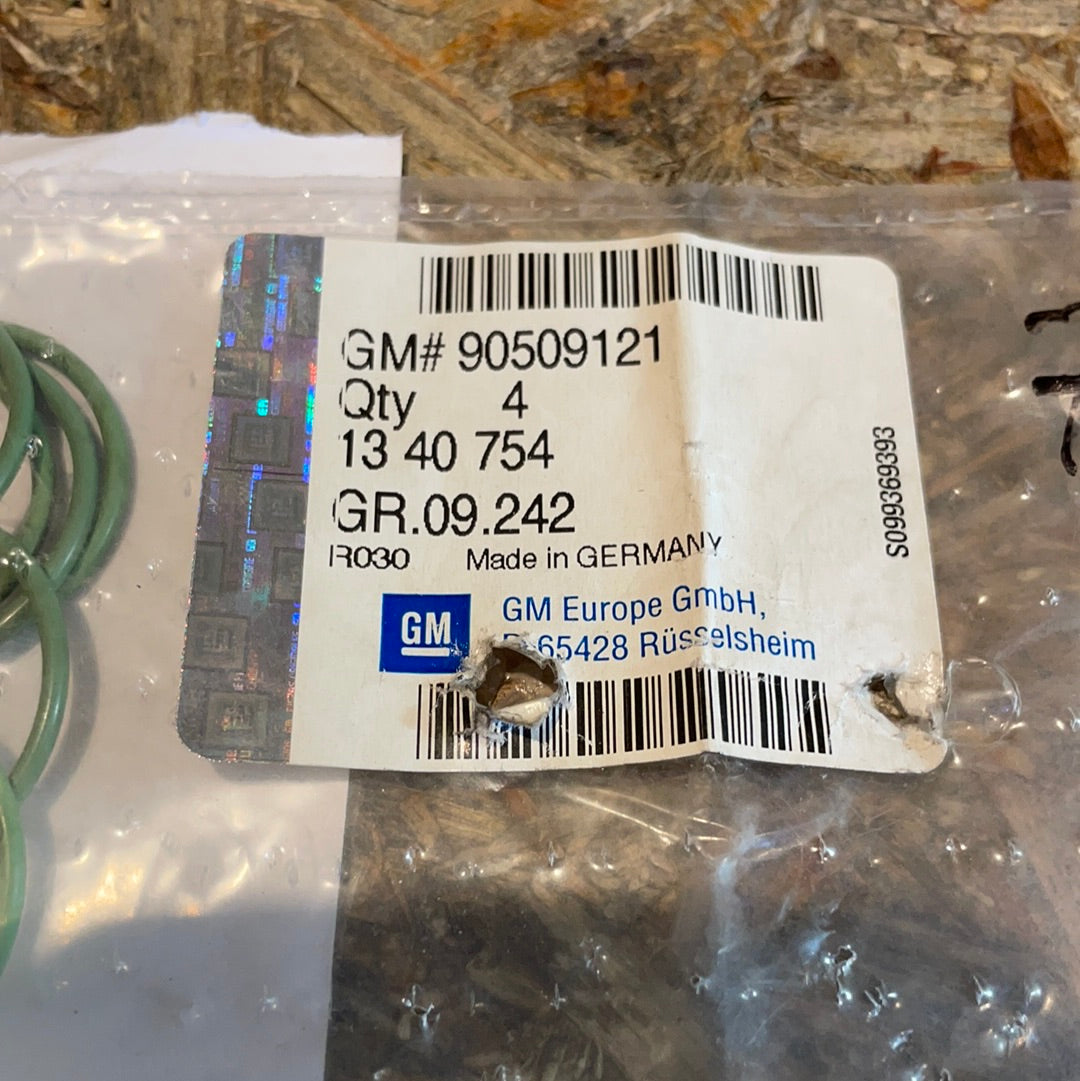 GM# 90509121
Qty 4
13 40 754
GR.09.242
IR030 Made in GERMANY
GM
GM Europe GmbH,
65428 Rüsselsheim
S099369393